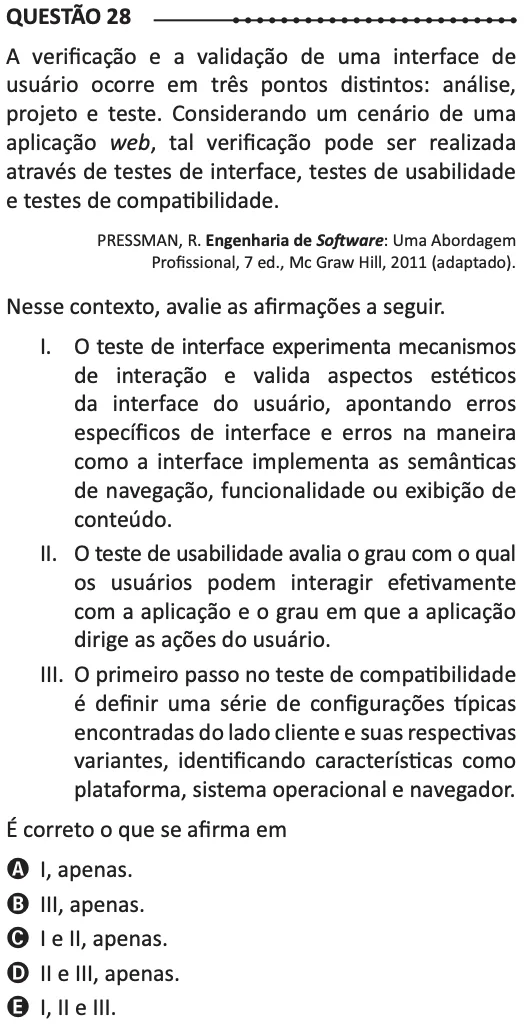 QUESTÃO 28
A verificação e a validação de uma interface de
usuário ocorre em três pontos distintos: análise,
projeto e teste. Considerando um cenário de uma
aplicação web, tal verificação pode ser realizada
através de testes de interface, testes de usabilidade
e testes de compatibilidade.
PRESSMAN, R. Engenharia de Software: Uma Abordagem
Profissional, 7 ed., Mc Graw Hill, 2011 (adaptado).
Nesse contexto, avalie as afirmações a seguir.
I. O teste de interface experimenta mecanismos
de interação e valida aspectos estéticos
da interface do usuário, apontando erros
específicos de interface e erros na maneira
como a interface implementa as semânticas
de navegação, funcionalidade ou exibição de
conteúdo.
II. O teste de usabilidade avalia o grau com o qual
os usuários podem interagir efetivamente
com a aplicação e o grau em que a aplicação
dirige as ações do usuário.
III. O primeiro passo no teste de compatibilidade
é definir uma série de configurações típicas
encontradas do lado cliente e suas respectivas
variantes, identificando características como
plataforma, sistema operacional e navegador.
É correto o que se afirma em
A I, apenas.
B III, apenas.
C I e II, apenas.
D II e III, apenas.
E I, II e III.